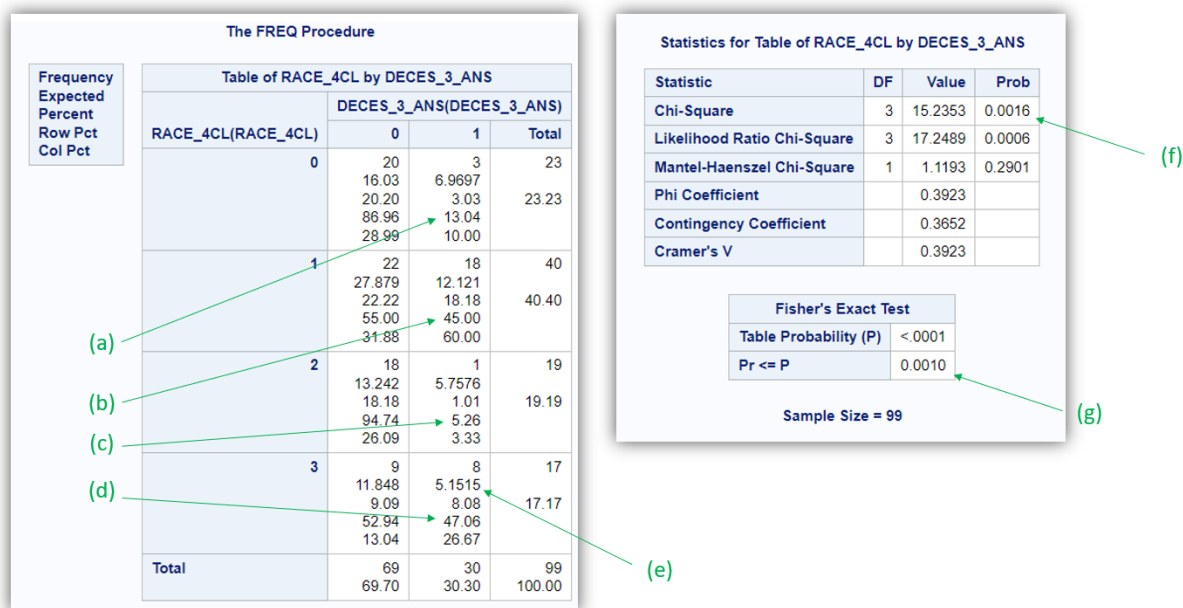 The FREQ Procedure
Frequency
Expected
Percent
Row Pct
Col Pct
Table of RACE_4CL by DECES_3_ANS
DECES_3_ANS(DECES_3_ANS)
RACE_4CL(RACE_4CL) 0 1 Total
0 20 3 23
16.03 6.9697
20.20 3.03 23.23
86.96 13.04
28.99 10.00
1 22 18 40
27.879 12.121
22.22 18.18 40.40
55.00 45.00
31.88 60.00
2 18 1 19
13.242 5.7576
18.18 1.01 19.19
94.74 5.26
26.09 3.33
3 9 8 17
11.848 5.1515
9.09 8.08 17.17
52.94 47.06
13.04 26.67
Total 69 30 99
69.70 30.30 100.00
(a)
(b)
(c)
(d)
(e)
Statistics for Table of RACE_4CL by DECES_3_ANS
Statistic DF Value Prob
Chi-Square 3 15.2353 0.0016
Likelihood Ratio Chi-Square 3 17.2489 0.0006
Mantel-Haenszel Chi-Square 1 1.1193 0.2901
Phi Coefficient 0.3923
Contingency Coefficient 0.3652
Cramer's V 0.3923
(f)
Fisher's Exact Test
Table Probability (P) <.0001
Pr <= P 0.0010
(g)
Sample Size = 99